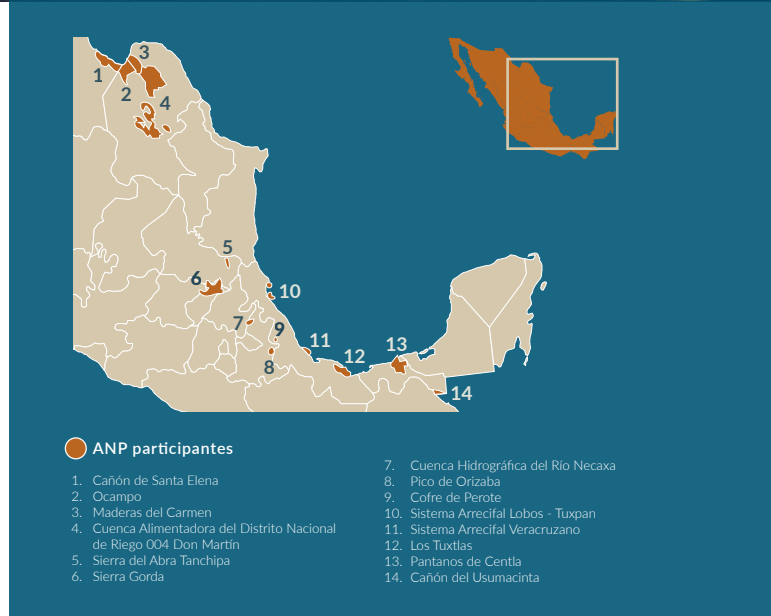 3
1
2
4
5
6
10
7
9
11
13
12
8
14
ANP participantes
1. Cañón de Santa Elena
2. Ocampo
3. Maderas del Carmen
4. Cuenca Alimentadora del Distrito Nacional
de Riego 004 Don Martín
5. Sierra del Abra Tanchipa
6. Sierra Gorda
7. Cuenca Hidrográfica del Río Necaxa
8. Pico de Orizaba
9. Cofre de Perote
10. Sistema Arrecifal Lobos - Tuxpan
11. Sistema Arrecifal Veracruzano
12. Los Tuxtlas
13. Pantanos de Centla
14. Cañón del Usumacinta